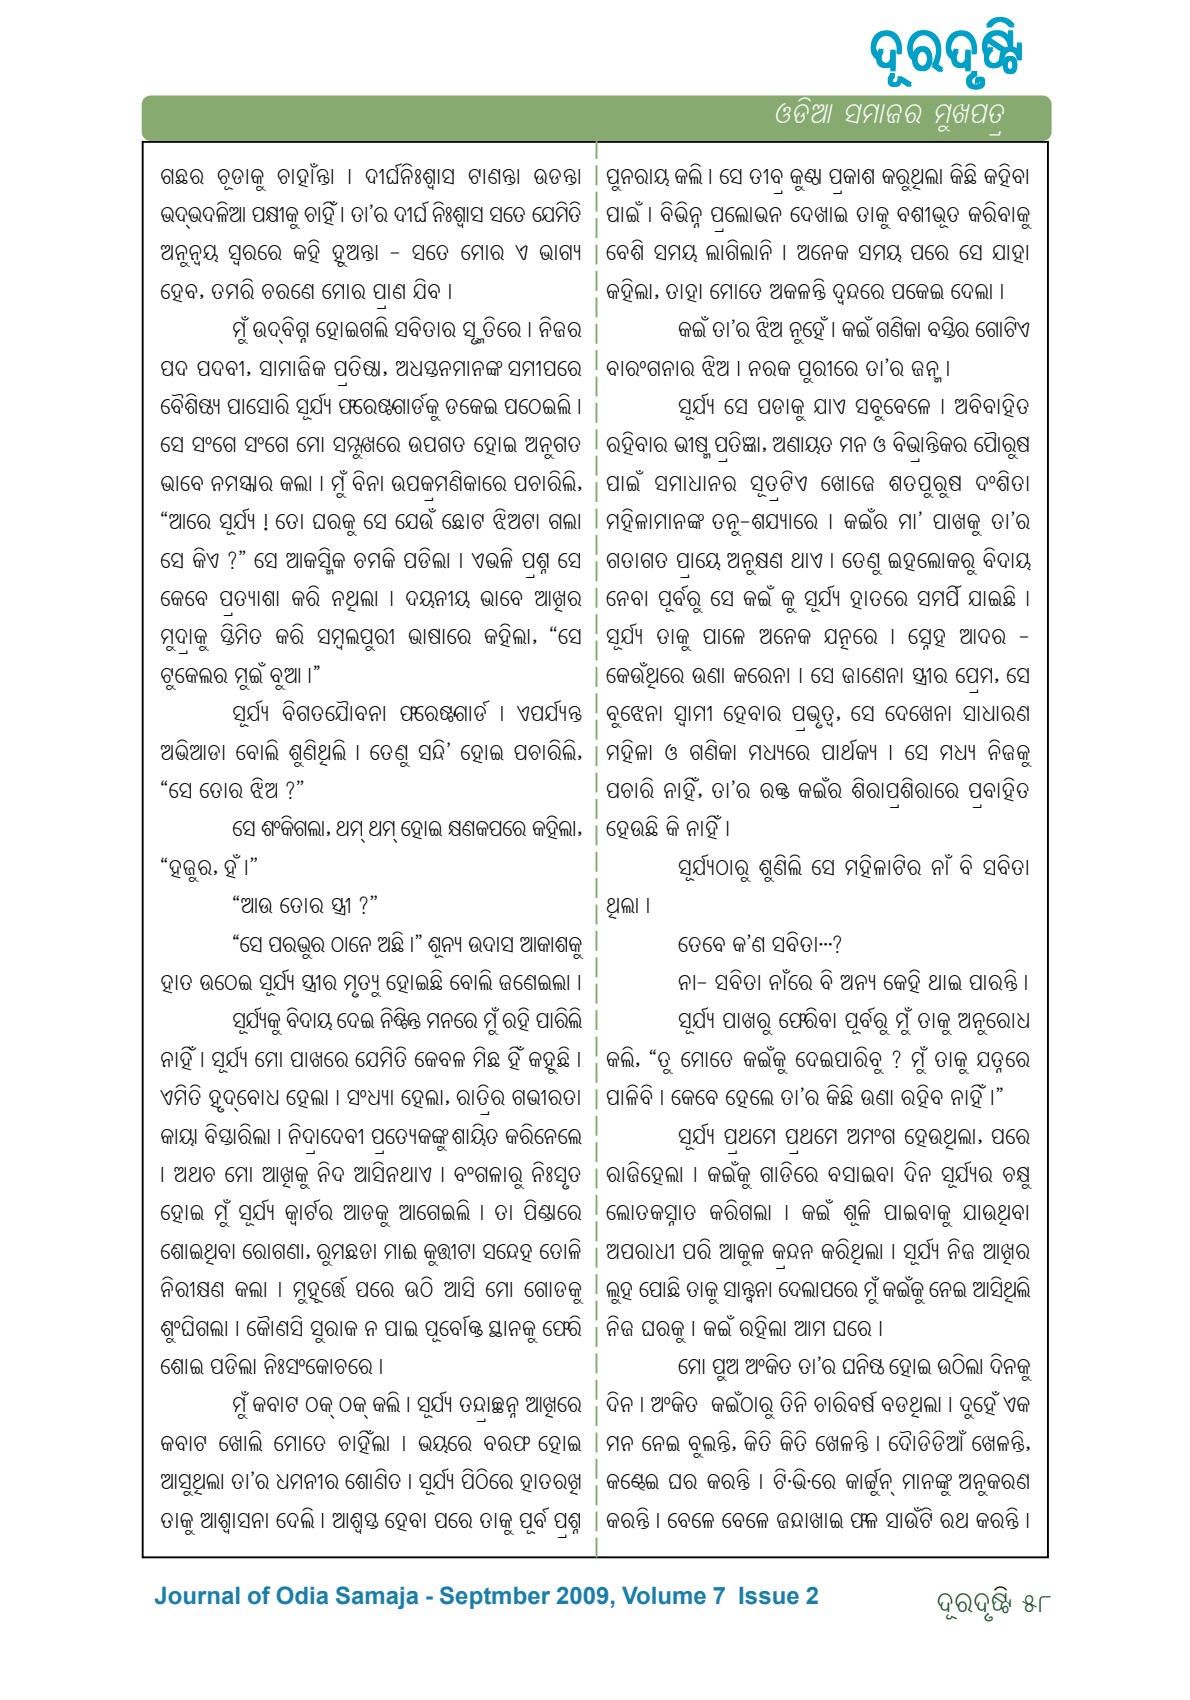 ଦୂରଦୃଷ୍ଟି
ଓଡିଆ ସମାଜର ମୁଖପତ୍ର
ଗଛର ଚୂଡାକୁ ଚାହାଁନ୍ତା । ଦୀର୍ଘନିଃଶ୍ୱାସ ଟାଣନ୍ତା ଉଡନ୍ତା
ଭଦ୍ଭଦଳିଆ ପକ୍ଷୀକୁ ଚାହିଁ । ତା’ର ଦୀର୍ଘ ନିଃଶ୍ୱାସ ସତେ ଯେମିତି
ଅନୁନ୍ୱୟ ସ୍ୱରରେ କହି ହୁଅନ୍ତା – ସତେ ମୋର ଏ ଭାଗ୍ୟ
ହେବ, ତମରି ଚରଣେ ମୋର ପ୍ରାଣ ଯିବ ।
ମୁଁ ଉଦ୍‌ବିଗ୍ନ ହୋଇଗଲି ସବିତାର ସ୍ମୃତିରେ । ନିଜର
ପଦ ପଦବୀ, ସାମାଜିକ ପ୍ରତିଷ୍ଠା, ଅଧସ୍ତନମାନଙ୍କ ସମୀପରେ
ବୈଶିଷ୍ଟ୍ୟ ପାସୋରି ସୂର୍ଯ୍ୟ ଫରେଷ୍ଟଗାର୍ଡକୁ ଡକେଇ ପଠେଇଲି ।
ସେ ସଂଗେ ସଂଗେ ମୋ ସମ୍ମୁଖରେ ଉପଗତ ହୋଇ ଅନୁଗତ
ଭାବେ ନମସ୍କାର କଲା । ମୁଁ ବିନା ଉପକ୍ରମଣିକାରେ ପଚାରିଲି,
“ଆରେ ସୂର୍ଯ୍ୟ ! ତୋ ଘରକୁ ସେ ଯେଉଁ ଛୋଟ ଝିଅଟା ଗଲା
ସେ କିଏ ?” ସେ ଆକସ୍ମିକ ଚମକି ପଡିଲା । ଏଭଳି ପ୍ରଶ୍ନ ସେ
କେବେ ପ୍ରତ୍ୟାଶା କରି ନଥିଲା । ଦୟନୀୟ ଭାବେ ଆଖିର
ମୁଦ୍ରାକୁ ସ୍ତିମିତ କରି ସମ୍ବଲପୁରୀ ଭାଷାରେ କହିଲା, “ସେ
ଟୁକେଲର ମୁଇଁ ବୁଆ ।”
ସୂର୍ଯ୍ୟ ବିଗତଯୌବନା ଫରେଷ୍ଟଗାର୍ଡ । ଏପର୍ଯ୍ୟନ୍ତ
ଅଭିଆଡା ବୋଲି ଶୁଣିଥିଲି । ତେଣୁ ସନ୍ଦି’ ହୋଇ ପଚାରିଲି,
“ସେ ତୋର ଝିଅ ?”
ସେ ଶଂକିଗଲା, ଥମ୍ ଥମ୍ ହୋଇ କ୍ଷଣକପରେ କହିଲା,
“ହଜୁର, ହଁ ।”
“ଆଉ ତୋର ସ୍ତ୍ରୀ ?”
“ସେ ପରଭୁର ଠାନେ ଅଛି ।” ଶୂନ୍ୟ ଉଦାସ ଆକାଶକୁ
ହାତ ଉଠେଇ ସୂର୍ଯ୍ୟ ସ୍ତ୍ରୀର ମୃତ୍ୟୁ ହୋଇଛି ବୋଲି ଜଣେଇଲା ।
ସୂର୍ଯ୍ୟକୁ ବିଦାୟ ଦେଇ ନିଶ୍ଚିନ୍ତ ମନରେ ମୁଁ ରହି ପାରିଲି
ନାହିଁ । ସୂର୍ଯ୍ୟ ମୋ ପାଖରେ ଯେମିତି କେବଳ ମିଛ ହିଁ କହୁଛି ।
ଏମିତି ହୃଦ୍‌ବୋଧ ହେଲା । ସଂଧ୍ୟା ହେଲା, ରାତ୍ରିର ଗଭୀରତା
କାୟା ବିସ୍ତାରିଲା । ନିଦ୍ରାଦେବୀ ପ୍ରତ୍ୟେକଙ୍କୁ ଶାୟିତ କରିନେଲେ
। ଅଥଚ ମୋ ଆଖିକୁ ନିଦ ଆସିନଥାଏ । ବଂଗଳାରୁ ନିଃସୃତ
ହୋଇ ମୁଁ ସୂର୍ଯ୍ୟ କ୍ୱାର୍ଟର ଆଡକୁ ଆଗେଇଲି । ତା ପିଣ୍ଡାରେ
ଶୋଇଥିବା ରୋଗଣା, ରୁମଛଡା ମାଈ କୁତ୍ତୀଟା ସନ୍ଦେହ ତୋଳି
ନିରୀକ୍ଷଣ କଲା । ମୁହୂର୍ତ୍ତେ ପରେ ଉଠି ଆସି ମୋ ଗୋଡକୁ
ଶୁଂଘିଗଲା । କୌଣସି ସୁରାକ ନ ପାଇ ପୂର୍ବୋକ୍ତ ସ୍ଥାନକୁ ଫେରି
ଶୋଇ ପଡିଲା ନିଃସଂକୋଚରେ ।
ମୁଁ କବାଟ ଠକ୍ ଠକ୍ କଲି । ସୂର୍ଯ୍ୟ ତନ୍ଦ୍ରାଚ୍ଛନ୍ନ ଆଖିରେ
କବାଟ ଖୋଲି ମୋତେ ଚାହିଁଲା । ଭୟରେ ବରଫ ହୋଇ
ଆସୁଥିଲା ତା’ର ଧମନୀର ଶୋଣିତ । ସୂର୍ଯ୍ୟ ପିଠିରେ ହାତରଖି
ତାକୁ ଆଶ୍ୱାସନା ଦେଲି । ଆଶ୍ୱସ୍ତ ହେବା ପରେ ତାକୁ ପୂର୍ବ ପ୍ରଶ୍ନ
ପୁନରାୟ କଲି । ସେ ତୀବ୍ର କୁଣ୍ଠା ପ୍ରକାଶ କରୁଥିଲା କିଛି କହିବା
ପାଇଁ । ବିଭିନ୍ନ ପ୍ରଲୋଭନ ଦେଖାଇ ତାକୁ ବଶୀଭୂତ କରିବାକୁ
ବେଶି ସମୟ ଲାଗିଲାନି । ଅନେକ ସମୟ ପରେ ସେ ଯାହା
କହିଲା, ତାହା ମୋତେ ଅକଳନ୍ତି ଦ୍ୱନ୍ଦରେ ପକେଇ ଦେଲା ।
କଇଁ ତା’ର ଝିଅ ନୁହେଁ । କଇଁ ଗଣିକା ବସ୍ତିର ଗୋଟିଏ
ବାରଂଗନାର ଝିଅ । ନରକ ପୁରୀରେ ତା’ର ଜନ୍ମ ।
ସୂର୍ଯ୍ୟ ସେ ପଡାକୁ ଯାଏ ସବୁବେଳେ । ଅବିବାହିତ
ରହିବାର ଭୀଷ୍ମ ପ୍ରତିଜ୍ଞା, ଅଣାୟତ ମନ ଓ ବିଭ୍ରାନ୍ତିକର ପୌରୁଷ
ପାଇଁ ସମାଧାନର ସୂତ୍ରଟିଏ ଖୋଜେ ଶତପୁରୁଷ ଦଂଶିତା
ମହିଳାମାନଙ୍କ ତନୁ–ଶଯ୍ୟାରେ । କଇଁର ମା’ ପାଖକୁ ତା’ର
ଗତାଗତ ପ୍ରାୟେ ଅନୁକ୍ଷଣ ଥାଏ । ତେଣୁ ଇହଲୋକରୁ ବିଦାୟ
ନେବା ପୂର୍ବରୁ ସେ କଇଁ କୁ ସୂର୍ଯ୍ୟ ହାତରେ ସମର୍ପି ଯାଇଛି ।
ସୂର୍ଯ୍ୟ ତାକୁ ପାଳେ ଅନେକ ଯତ୍ନରେ । ସ୍ନେହ ଆଦର –
କେଉଁଥିରେ ଉଣା କରେନା । ସେ ଜାଣେନା ସ୍ତ୍ରୀର ପ୍ରେମ, ସେ
ବୁଝେନା ସ୍ୱାମୀ ହେବାର ପ୍ରଭୁତ୍ୱ, ସେ ଦେଖେନା ସାଧାରଣ
ମହିଳା ଓ ଗଣିକା ମଧ୍ୟରେ ପାର୍ଥକ୍ୟ । ସେ ମଧ୍ୟ ନିଜକୁ
ପଚାରି ନାହିଁ, ତା’ର ରକ୍ତ କଇଁର ଶିରାପ୍ରଶିରାରେ ପ୍ରବାହିତ
ହେଉଛି କି ନାହିଁ ।
ସୂର୍ଯ୍ୟଠାରୁ ଶୁଣିଲି ସେ ମହିଳାଟିର ନାଁ ବି ସବିତା
ଥିଲା ।
ତେବେ କ’ଣ ସବିତା...?
ନା– ସବିତା ନାଁରେ ବି ଅନ୍ୟ କେହି ଥାଇ ପାରନ୍ତି ।
ସୂର୍ଯ୍ୟ ପାଖରୁ ଫେରିବା ପୂର୍ବରୁ ମୁଁ ତାକୁ ଅନୁରୋଧ
କଲି, “ତୁ ମୋତେ କଇଁକୁ ଦେଇପାରିବୁ ? ମୁଁ ତାକୁ ଯତ୍ନରେ
ପାଳିବି । କେବେ ହେଲେ ତା’ର କିଛି ଉଣା ରହିବ ନାହିଁ ।”
ସୂର୍ଯ୍ୟ ପ୍ରଥମେ ପ୍ରଥମେ ଅମଂଗ ହେଉଥିଲା, ପରେ
ରାଜିହେଲା । କଇଁକୁ ଗାଡିରେ ବସାଇବା ଦିନ ସୂର୍ଯ୍ୟର ଚକ୍ଷୁ
ଲୋତକସ୍ନାତ କରିଗଲା । କଇଁ ଶୂଳି ପାଇବାକୁ ଯାଉଥିବା
ଅପରାଧୀ ପରି ଆକୁଳ କ୍ରନ୍ଦନ କରିଥିଲା । ସୂର୍ଯ୍ୟ ନିଜ ଆଖିର
ଲୁହ ପୋଛି ତାକୁ ସାନ୍ତ୍ୱନା ଦେଲାପରେ ମୁଁ କଇଁକୁ ନେଇ ଆସିଥିଲି
ନିଜ ଘରକୁ । କଇଁ ରହିଲା ଆମ ଘରେ ।
ମୋ ପୁଅ ଅଂକିତ ତା’ର ଘନିଷ୍ଠ ହୋଇ ଉଠିଲା ଦିନକୁ
ଦିନ । ଅଂକିତ କଇଁଠାରୁ ତିନି ଚାରିବର୍ଷ ବଡଥିଲା । ଦୁହେଁ ଏକ
ମନ ନେଇ ବୁଲନ୍ତି, କିତି କିତି ଖେଳନ୍ତି । ଦୌଡିଡିଆଁ ଖେଳନ୍ତି,
କଣ୍ଢେଇ ଘର କରନ୍ତି । ଟି.ଭି.ରେ କାର୍ଟୁନ୍ ମାନଙ୍କୁ ଅନୁକରଣ
କରନ୍ତି । ବେଳେ ବେଳେ ଜନ୍ଦାଖାଇ ଫଳ ସାଉଁଟି ରଥ କରନ୍ତି ।
Journal of Odia Samaja - Septmber 2009, Volume 7 Issue 2
ଦୂରଦୃଷ୍ଟି ୫୮